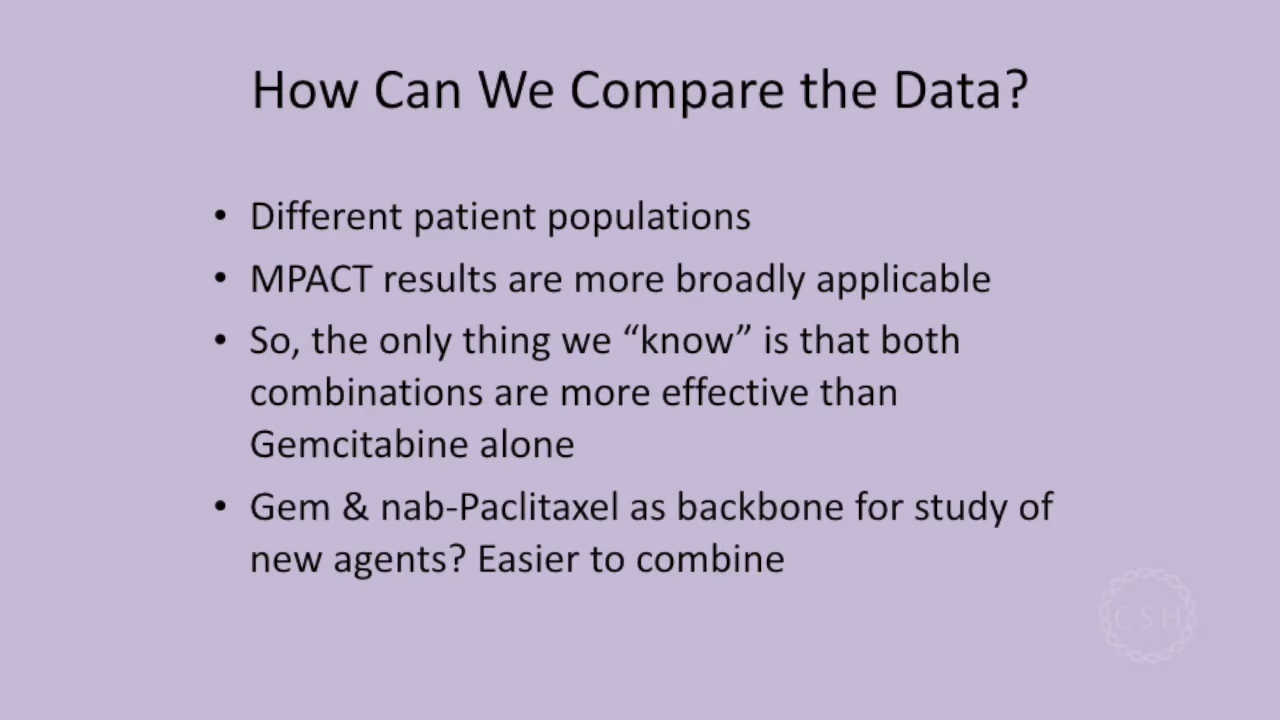 How Can We Compare the Data?
• Different patient populations
• MPACT results are more broadly applicable
• So, the only thing we “know” is that both
combinations are more effective than
Gemcitabine alone
• Gem & nab-Paclitaxel as backbone for study of
new agents? Easier to combine
CSH